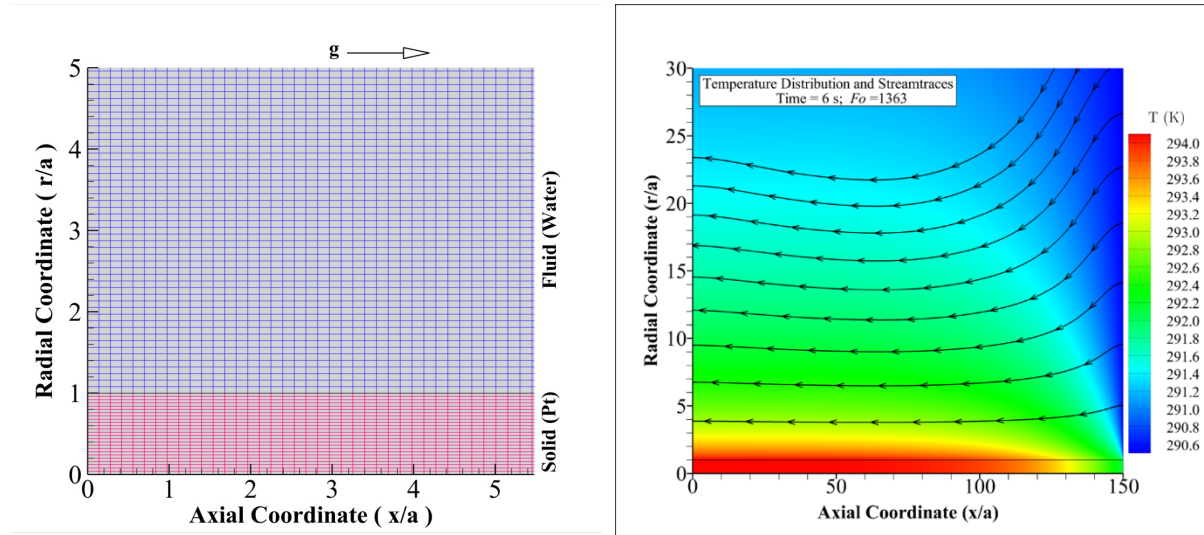 g
5
4
3
2
1
0
Radial Coordinate ( r/a )
Fluid (Water)
Solid (Pt)
0 1 2 3 4 5
Axial Coordinate ( x/a )
Temperature Distribution and Streamtraces
Time = 6 s; Fo =1363
30
25
20
15
10
5
0
Radial Coordinate (r/a)
0 50 100 150
Axial Coordinate (x/a)
T (K)
294.0
293.6
293.4
293.2
293.0
292.8
292.6
292.4
292.2
292.0
291.8
291.6
291.4
291.2
291.0
290.8
290.6